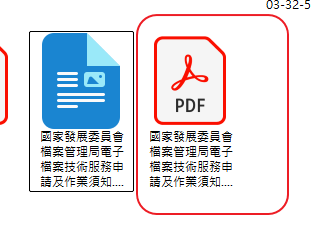 03-32-5
國家發展委員會
檔案管理局電子
檔案技術服務申
請及作業須知....
PDF
國家發展委員會
檔案管理局電子
檔案技術服務申
請及作業須知....